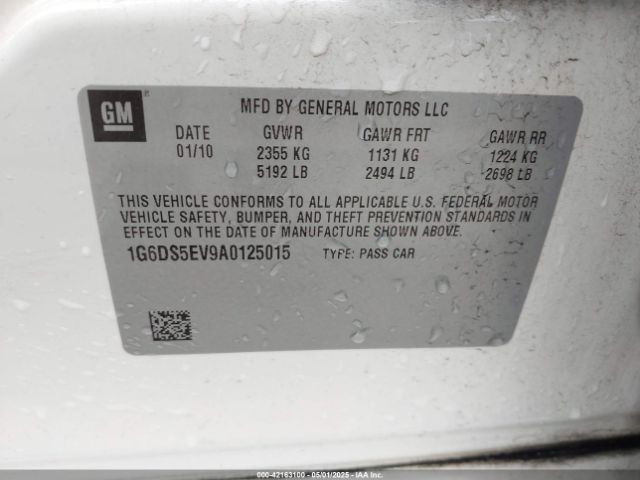 GM
MFD BY GENERAL MOTORS LLC
DATE GVWR GAWR FRT GAWR RR
01/10 2355 KG 1131 KG 1224 KG
5192 LB 2494 LB 2698 LB
THIS VEHICLE CONFORMS TO ALL APPLICABLE U.S. FEDERAL MOTOR
VEHICLE SAFETY, BUMPER, AND THEFT PREVENTION STANDARDS IN
EFFECT ON THE DATE OF MANUFACTURE SHOWN ABOVE.
1G6DS5EV9A0125015 TYPE: PASS CAR
000-42163100 - 05/01/2025 - IAA Inc.